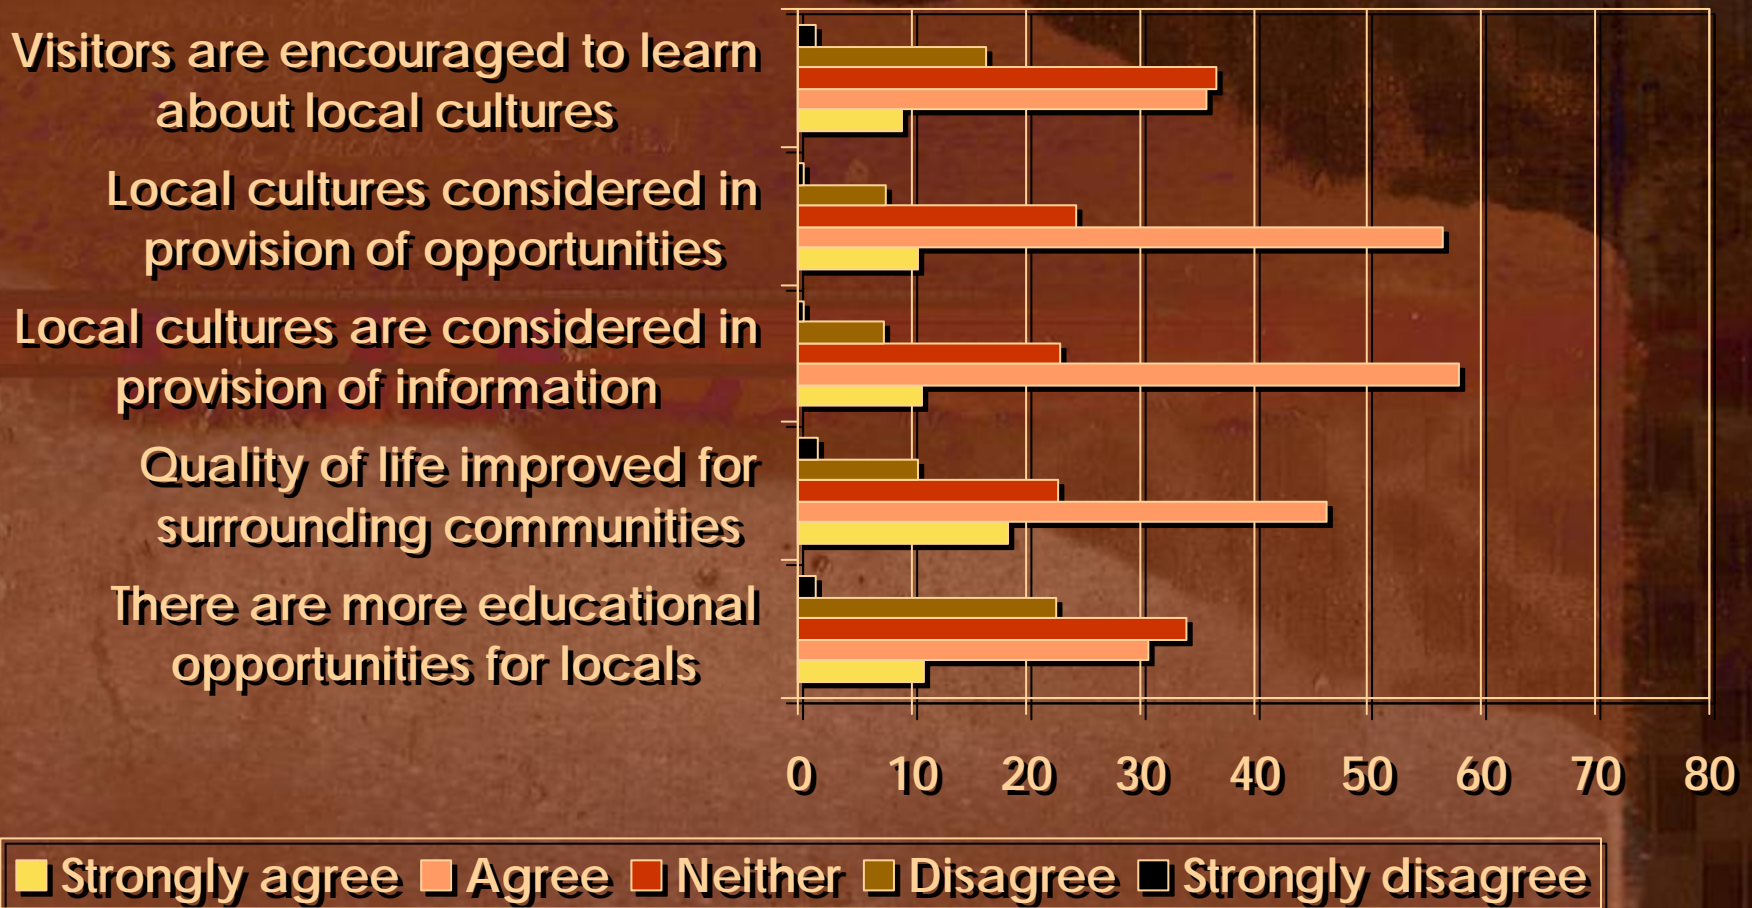 Visitors are encouraged to learn
about local cultures
Local cultures considered in
provision of opportunities
Local cultures are considered in
provision of information
Quality of life improved for
surrounding communities
There are more educational
opportunities for locals
0 10 20 30 40 50 60 70 80
Strongly agree Agree Neither Disagree Strongly disagree